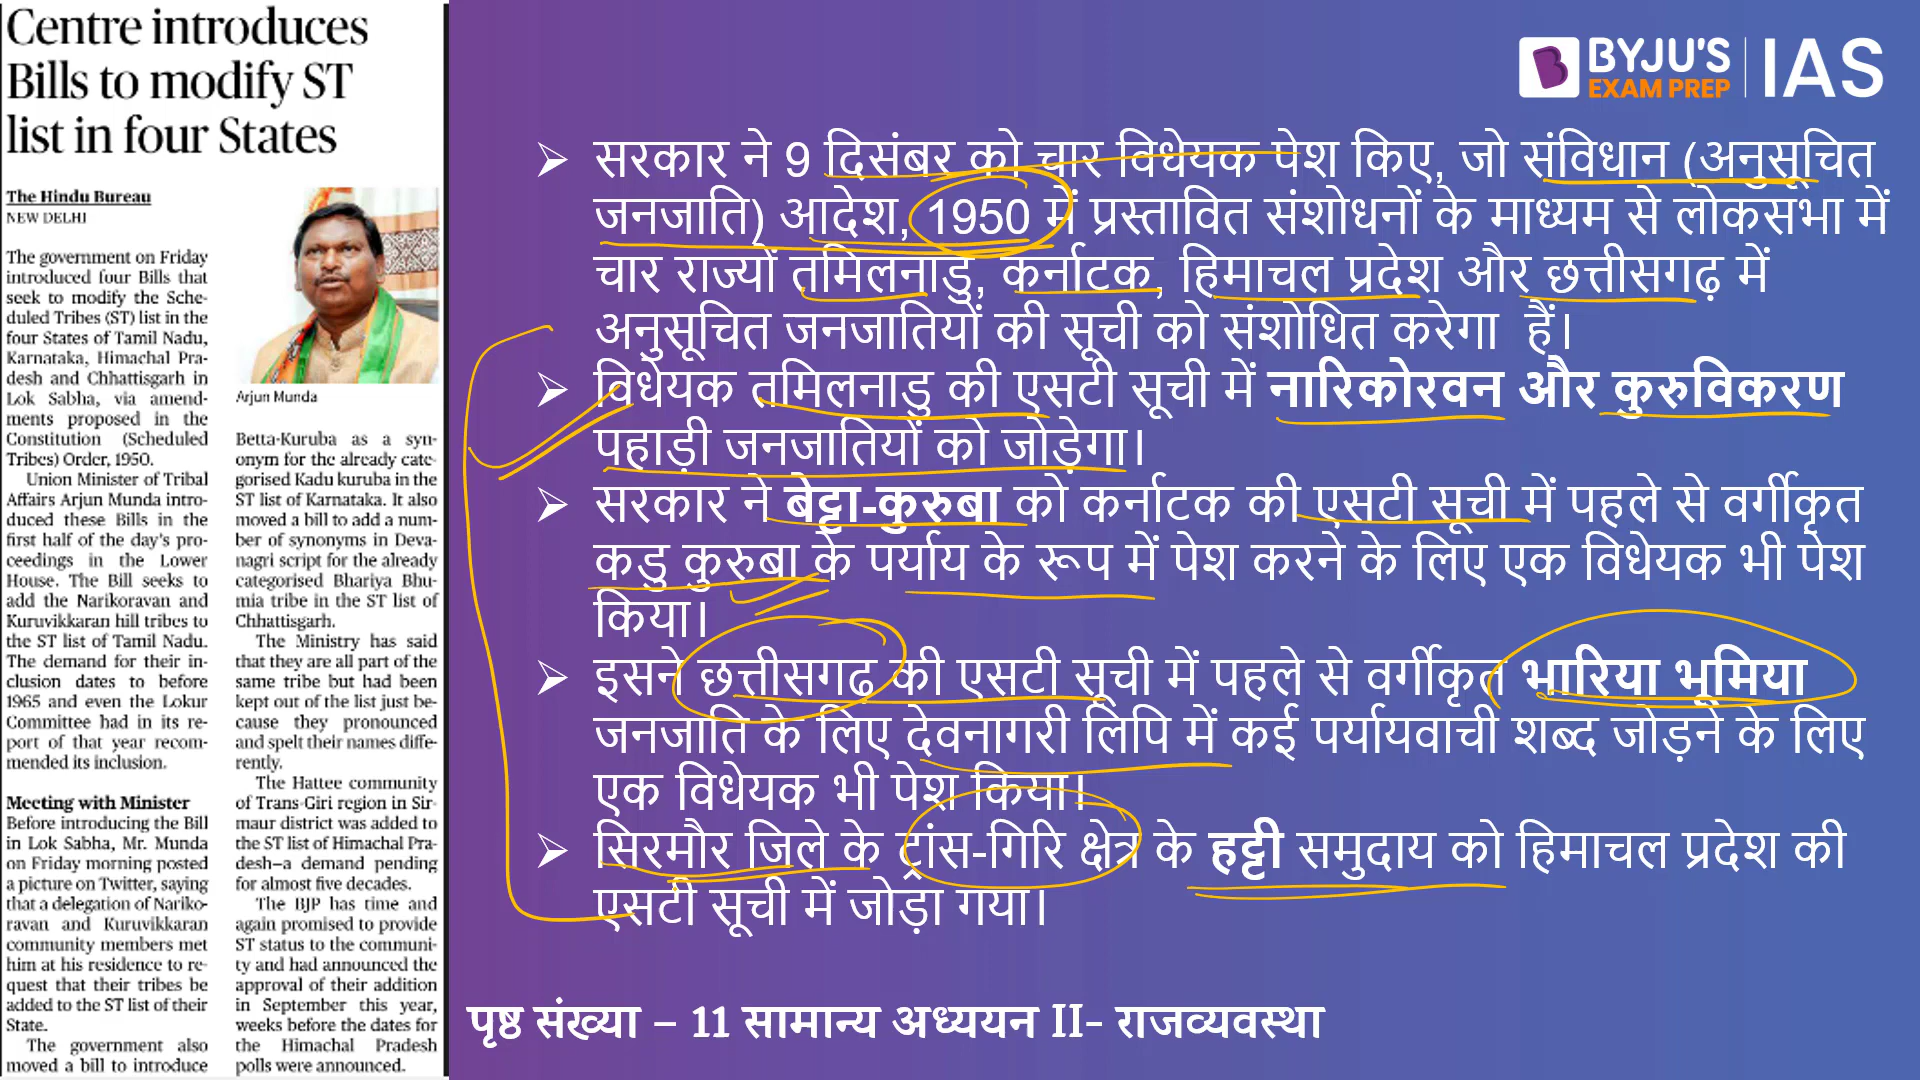 Centre introduces
Bills to modify ST
list in four States
The Hindu Bureau
NEW DELHI
The government on Friday
introduced four Bills that
seek to modify the Sche-
duled Tribes (ST) list in the
four States of Tamil Nadu,
Karnataka, Himachal Pra-
desh and Chhattisgarh in
Lok Sabha, via amend-
ments proposed in the
Constitution (Scheduled
Tribes) Order, 1950.
Union Minister of Tribal
Affairs Arjun Munda intro-
duced these Bills in the
first half of the day's pro-
ceedings in the Lower
House. The Bill seeks to
add the Narikoravan and
Kuruvikkaran hill tribes to
the ST list of Tamil Nadu.
The demand for their in-
clusion dates to before
1965 and even the Lokur
Committee had in its re-
port of that year recom-
mended its inclusion.
Meeting with Minister
Before introducing the Bill
in Lok Sabha, Mr. Munda
on Friday morning posted
a picture on Twitter, saying
that a delegation of Nariko-
ravan and Kuruvikkaran
community members met
him at his residence to re-
quest that their tribes be
added to the ST list of their
State.
The government also
moved a bill to introduce
Arjun Munda
Betta-Kuruba as a syn-
onym for the already cate-
gorised Kadu kuruba in the
ST list of Karnataka. It also
moved a bill to add a num-
ber of synonyms in Deva-
nagri script for the already
categorised Bhariya Bhu-
mia tribe in the ST list of
Chhattisgarh.
The Ministry has said
that they are all part of the
same tribe but had been
kept out of the list just be-
cause they pronounced
and spelt their names diffe-
rently.
The Hattee community
of Trans-Giri region in Sir-
maur district was added to
the ST list of Himachal Pra-
desh—a demand pending
for almost five decades.
The BJP has time and
again promised to provide
ST status to the communi-
ty and had announced the
approval of their addition
in September this year,
weeks before the dates for
the Himachal Pradesh
polls were announced.
BYJU'S
EXAM PREP
IAS
➢ सरकार ने 9 दिसंबर को चार विधेयक पेश किए, जो संविधान (अनुसूचित
जनजाति) आदेश, 1950 में प्रस्तावित संशोधनों के माध्यम से लोकसभा में
चार राज्यों तमिलनाडु, कर्नाटक, हिमाचल प्रदेश और छत्तीसगढ़ में
अनुसूचित जनजातियों की सूची को संशोधित करेगा हैं।
➢ विधेयक तमिलनाडु की एसटी सूची में नारिकोरवन और कुरुविकरण
पहाड़ी जनजातियों को जोड़ेगा।
➢ सरकार ने बेट्टा-कुरुबा को कर्नाटक की एसटी सूची में पहले से वर्गीकृत
कडु कुरुबा के पर्याय के रूप में पेश करने के लिए एक विधेयक भी पेश
किया।
➢ इसने छत्तीसगढ़ की एसटी सूची में पहले से वर्गीकृत भारिया भूमिया
जनजाति के लिए देवनागरी लिपि में कई पर्यायवाची शब्द जोड़ने के लिए
एक विधेयक भी पेश किया।
➢ सिरमौर जिले के ट्रांस-गिरि क्षेत्र के हट्टी समुदाय को हिमाचल प्रदेश की
एसटी सूची में जोड़ा गया।
पृष्ठ संख्या – 11 सामान्य अध्ययन II- राजव्यवस्था